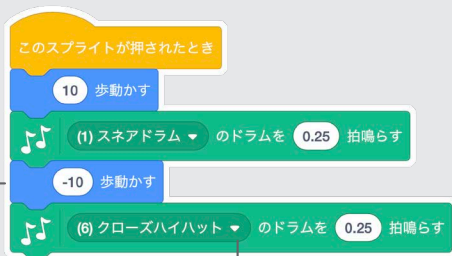 このスプライトが押されたとき
10 歩動かす
(1) スネアドラム のドラムを 0.25 拍鳴らす
-10 歩動かす
(6) クローズハイハット のドラムを 0.25 拍鳴らす